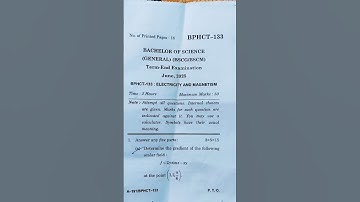 No. of Printed Pages : 16 BPHCT-133
BACHELOR OF SCIENCE
(GENERAL) (BSCG/BSCM)
Term-End Examination
June, 2025
BPHCT-133 : ELECTRICITY AND MAGNETISM
Time : 2 Hours Maximum Marks : 50
Note : Attempt all questions. Internal choices
are given. Marks for each question are
indicated against it. You may use a
calculator. Symbols have their usual
meaning.
1. Answer any five parts :
(a) Determine the gradient of the following
scalar field :
at the point
P. T. O.